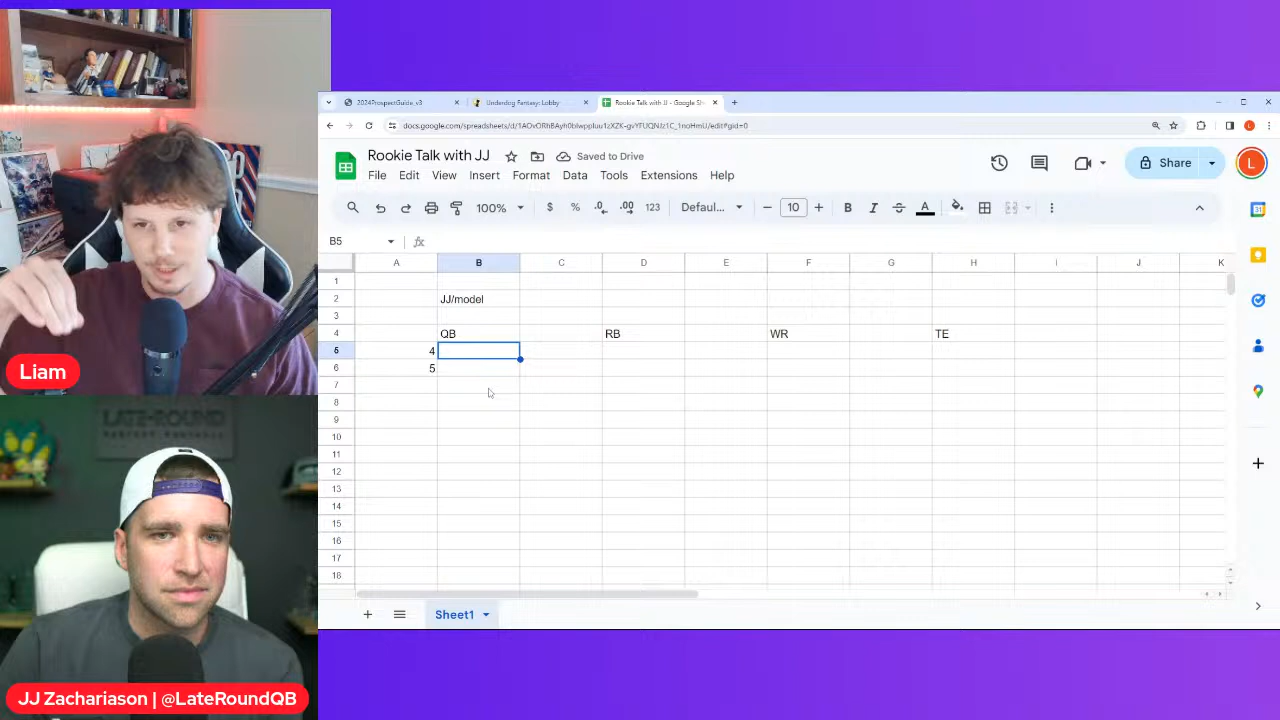 2024ProspectGuide_v3
Underdog Fantasy: Lobby
Rookie Talk with JJ - Google Sh
Rookie Talk with JJ
Saved to Drive
File Edit View Insert Format Data Tools Extensions Help
Share
L
100% $ % .0 .00 123 Defaul... 10 B I A
B5 fx
A B C D E F G H I J K
1
2 JJ/model
3
4 QB RB WR TE
5 4
6 5
7
8
9
10
11
12
13
14
15
16
17
18
Sheet1
Liam
LATE-ROUND
JJ Zachariason | @LateRoundQB